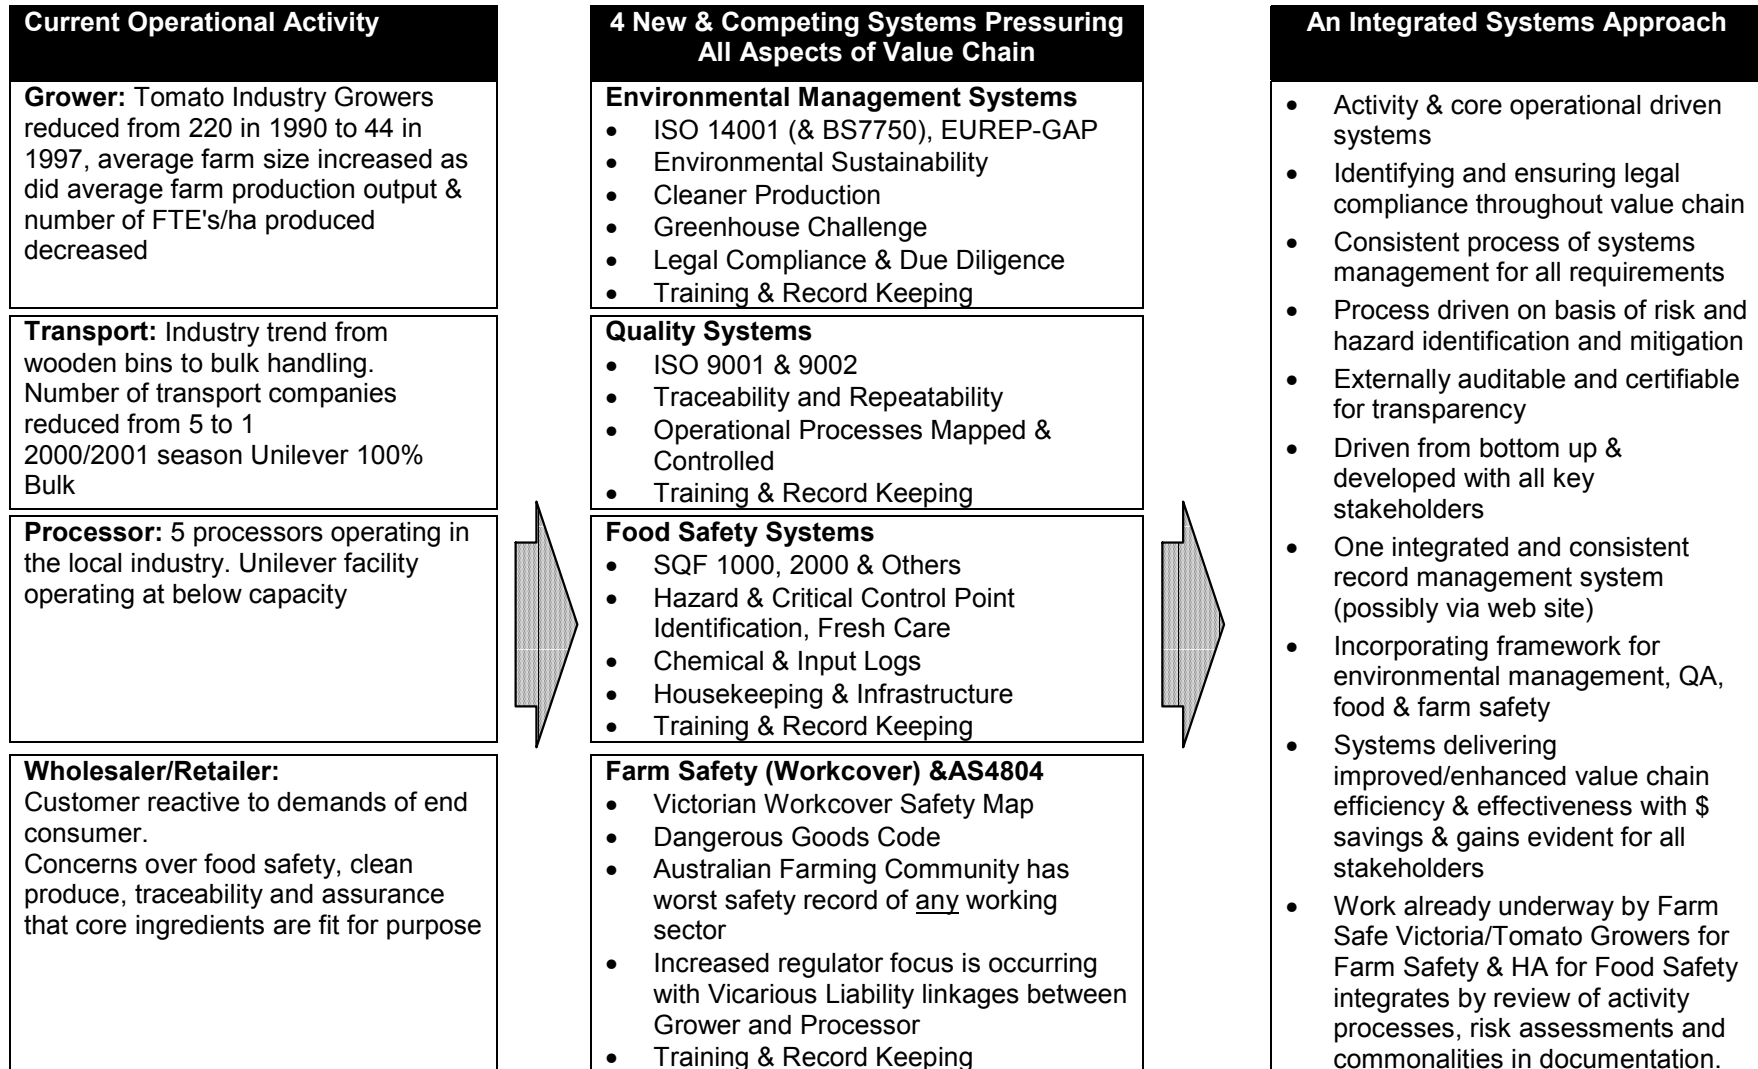 Current Operational Activity
Grower: Tomato Industry Growers
reduced from 220 in 1990 to 44 in
1997, average farm size increased as
did average farm production output &
number of FTE's/ha produced
decreased
Transport: Industry trend from
wooden bins to bulk handling.
Number of transport companies
reduced from 5 to 1
2000/2001 season Unilever 100%
Bulk
Processor: 5 processors operating in
the local industry. Unilever facility
operating at below capacity
Wholesaler/Retailer:
Customer reactive to demands of end
consumer.
Concerns over food safety, clean
produce, traceability and assurance
that core ingredients are fit for purpose
4 New & Competing Systems Pressuring
All Aspects of Value Chain
Environmental Management Systems
• ISO 14001 (& BS7750), EUREP-GAP
• Environmental Sustainability
• Cleaner Production
• Greenhouse Challenge
• Legal Compliance & Due Diligence
• Training & Record Keeping
Quality Systems
• ISO 9001 & 9002
• Traceability and Repeatability
• Operational Processes Mapped &
Controlled
• Training & Record Keeping
Food Safety Systems
• SQF 1000, 2000 & Others
• Hazard & Critical Control Point
Identification, Fresh Care
• Chemical & Input Logs
• Housekeeping & Infrastructure
• Training & Record Keeping
Farm Safety (Workcover) &AS4804
• Victorian Workcover Safety Map
• Dangerous Goods Code
• Australian Farming Community has
worst safety record of any working
sector
• Increased regulator focus is occurring
with Vicarious Liability linkages between
Grower and Processor
• Training & Record Keeping
An Integrated Systems Approach
• Activity & core operational driven
systems
• Identifying and ensuring legal
compliance throughout value chain
• Consistent process of systems
management for all requirements
• Process driven on basis of risk and
hazard identification and mitigation
• Externally auditable and certifiable
for transparency
• Driven from bottom up &
developed with all key
stakeholders
• One integrated and consistent
record management system
(possibly via web site)
• Incorporating framework for
environmental management, QA,
food & farm safety
• Systems delivering
improved/enhanced value chain
efficiency & effectiveness with $
savings & gains evident for all
stakeholders
• Work already underway by Farm
Safe Victoria/Tomato Growers for
Farm Safety & HA for Food Safety
integrates by review of activity
processes, risk assessments and
commonalities in documentation.